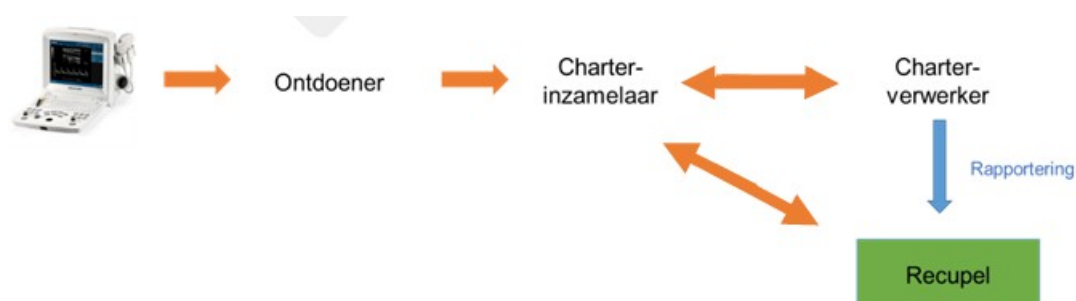 Ontdoener
Charter-
inzamelaar
Charter-
verwerker
Rapportering
Recupel